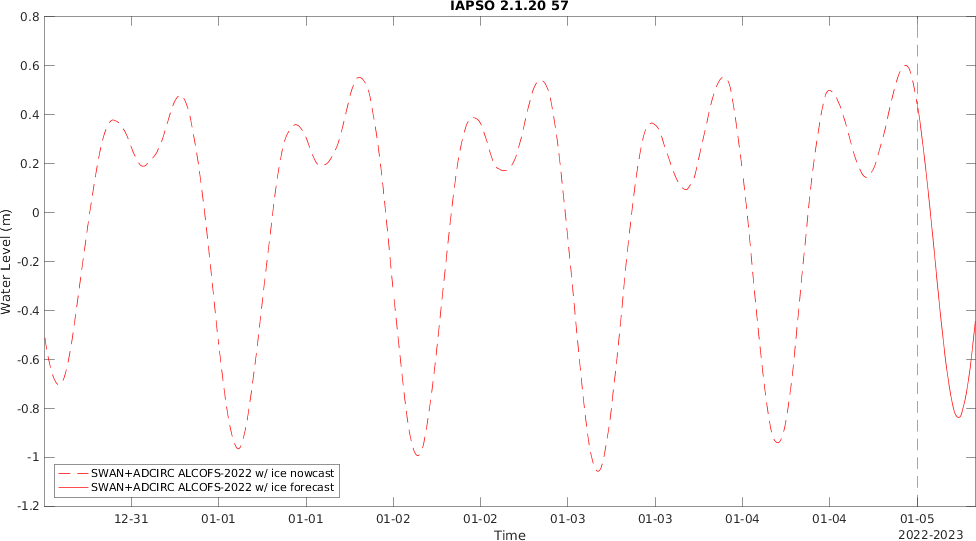 IAPSO 2.1.20 57
0.8
0.6
0.4
0.2
0
-0.2
-0.4
-0.6
-0.8
-1
-1.2
Water Level (m)
SWAN+ADCIRC ALCOFS-2022 w/ ice nowcast
SWAN+ADCIRC ALCOFS-2022 w/ ice forecast
12-31 01-01 01-01 01-02 01-02 01-03 01-03 01-04 01-04 01-05
Time
2022-2023